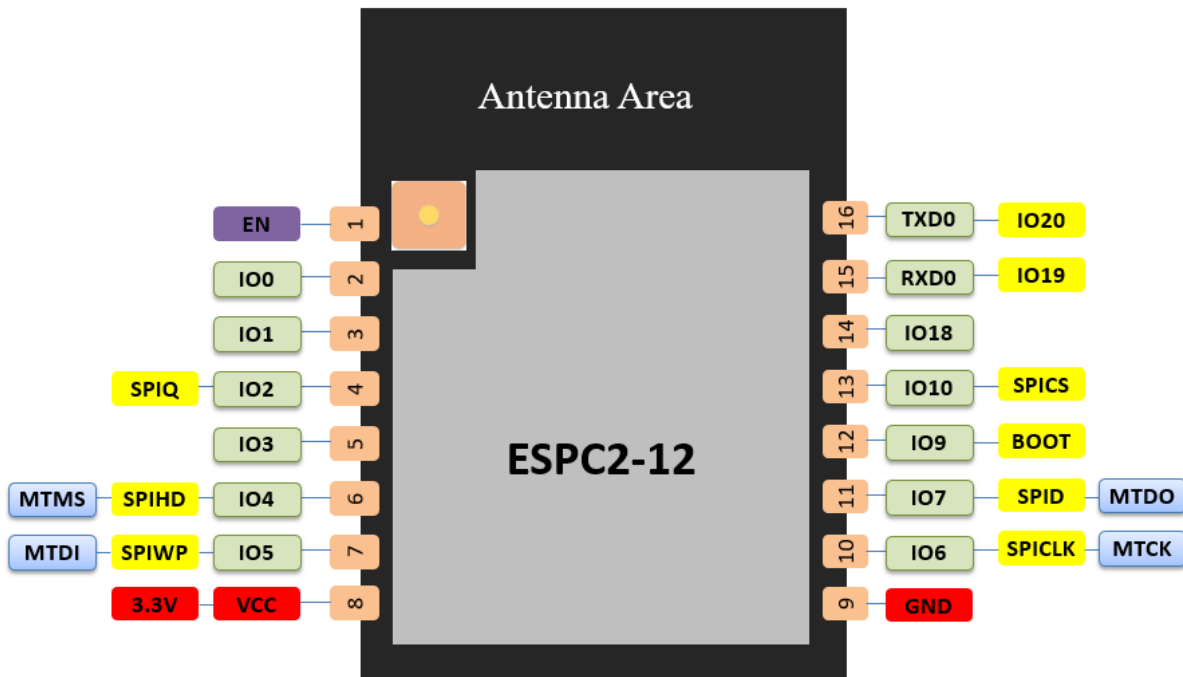 Antenna Area
EN 1 16 TXD0 IO20
IO0 2 15 RXD0 IO19
IO1 3 14 IO18
SPIQ IO2 4 13 IO10 SPICS
IO3 5 12 IO9 BOOT
ESPC2-12
MTMS SPIHD IO4 6 11 IO7 SPID MTDO
MTDI SPIWP IO5 7 10 IO6 SPICLK MTCK
3.3V VCC 8 9 GND